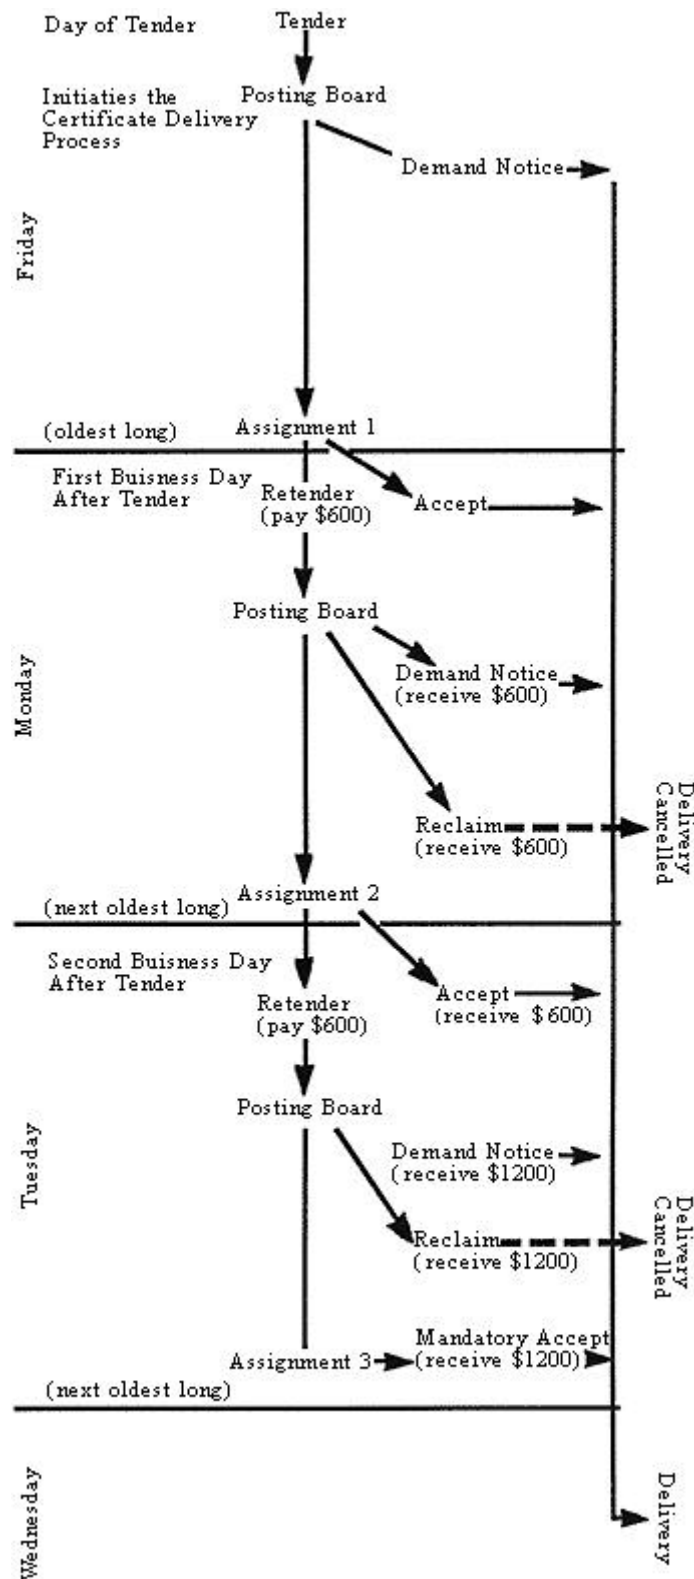 Day of Tender
Tender
Initiaties the
Certificate Delivery
Process
Posting Board
Demand Notice
Friday
(oldest long)
Assignment 1
First Buisness Day
After Tender
Retender
(pay $600)
Accept
Posting Board
Monday
Demand Notice
(receive $600)
Reclaim
(receive $600)
Delivery
Cancelled
Assignment 2
(next oldest long)
Second Buisness Day
After Tender
Retender
(pay $600)
Accept
(receive $600)
Posting Board
Tuesday
Demand Notice
(receive $1200)
Reclaim
(receive $1200)
Delivery
Cancelled
Mandatory Accept
(receive $1200)
Assignment 3
(next oldest long)
Wednesday
Delivery